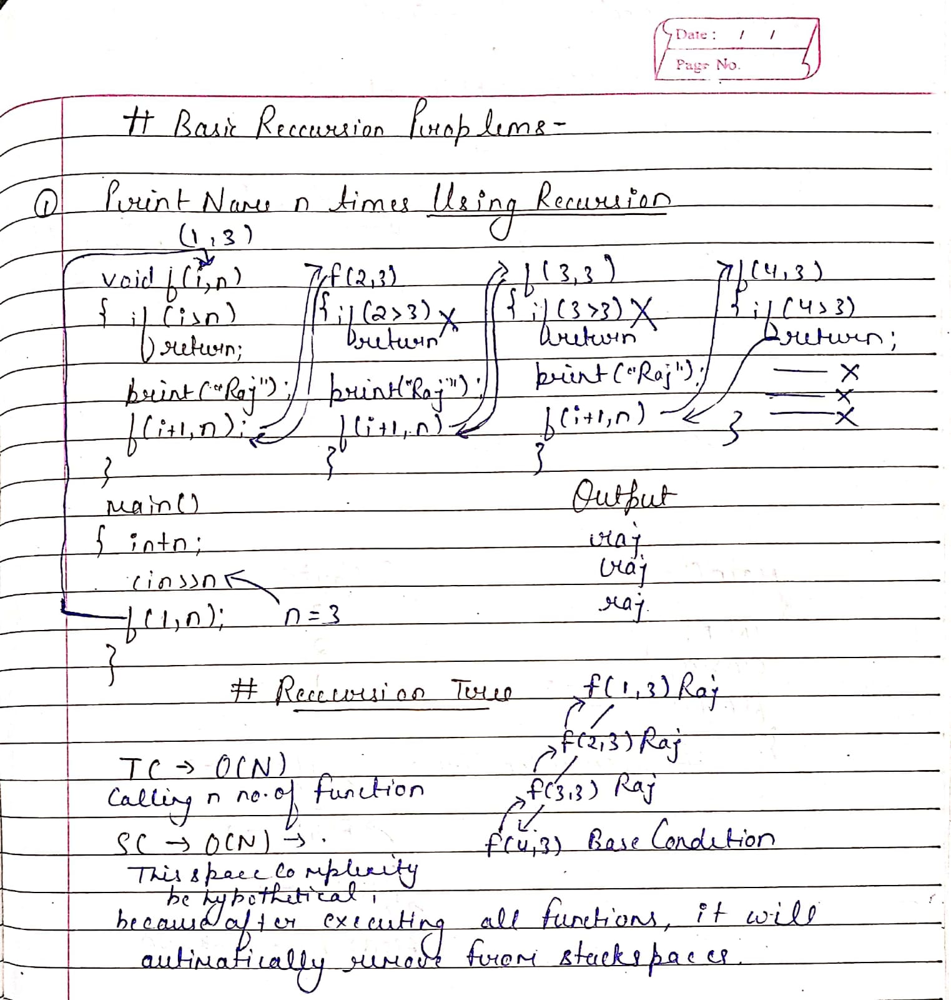 Date : / /
Page No.
# Basic Reccursion Proplems-
① Print Name n times Using Recursion
(1,3)
void f(i,n) f(2,3) f(3,3) f(4,3)
{ if (i>n) { if (2>3) X { if (3>3) X { if (4>3)
return; return return return;
print("Raj"); print("Raj"); print("Raj"); X
X
f(i+1,n); f(i+1,n) f(i+1,n) X
} } } }
main() Output
{ int n; raj
cin>>n raj
raj.
f(1,n); n=3
}
# Reccursion Tree f(1,3) Raj
f(2,3) Raj
TC → O(N)
Calling n no. of function f(3,3) Raj
SC → O(N) → . f(4,3) Base Condition
This space Complexity
be hypothetical,
because after executing all functions, it will
autimatically remove from stackspaces.